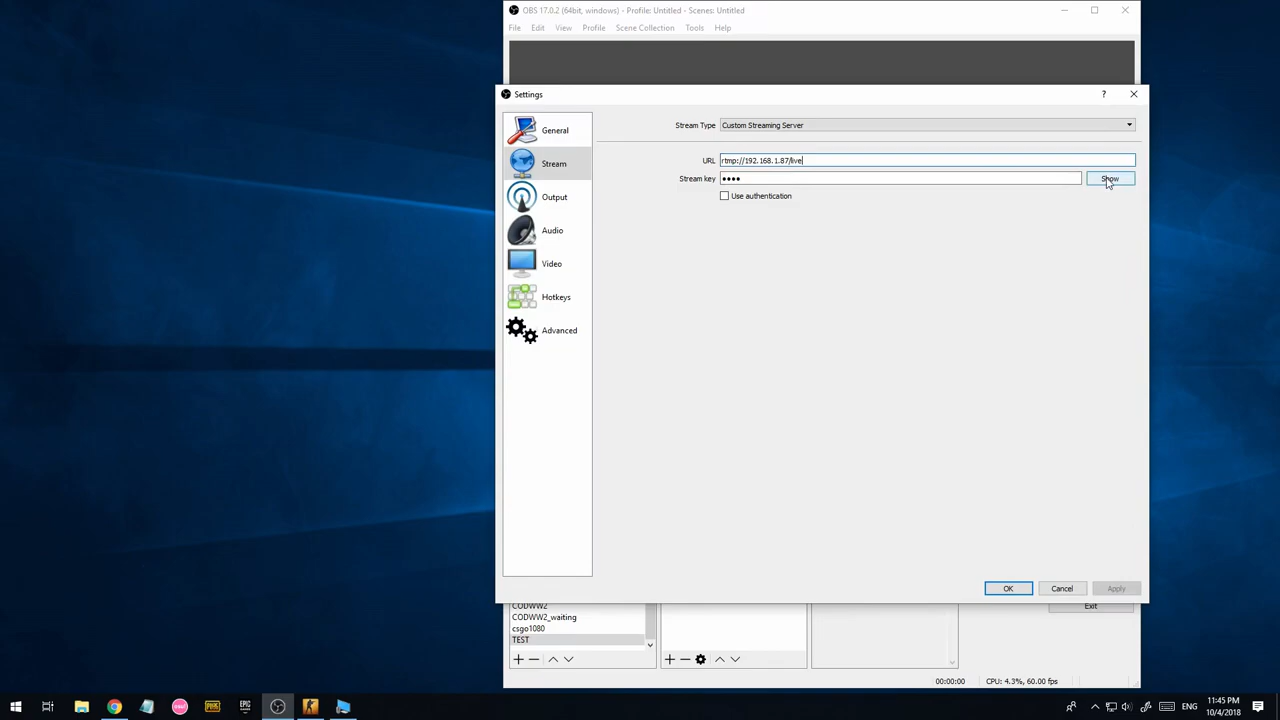 OBS 17.0.2 (64bit, windows) - Profile: Untitled - Scenes: Untitled
File Edit View Profile Scene Collection Tools Help
Settings
?
General
Stream
Output
Audio
Video
Hotkeys
Advanced
Stream Type Custom Streaming Server
URL rtmp://192.168.1.87/live
Stream key ●●●● Show
Use authentication
OK Cancel Apply
CODWW2
CODWW2_waiting
csgo1080
TEST
Exit
00:00:00 CPU: 4.3%, 60.00 fps
osu!
PUBG
EPIC
11:45 PM
10/4/2018